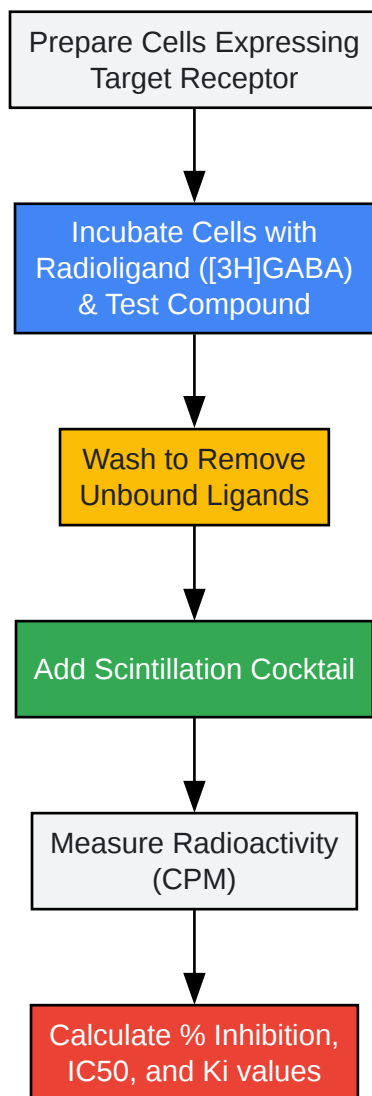 Prepare Cells Expressing
Target Receptor
Incubate Cells with
Radioligand ([3H]GABA)
& Test Compound
Wash to Remove
Unbound Ligands
Add Scintillation Cocktail
Measure Radioactivity
(CPM)
Calculate % Inhibition,
IC50, and Ki values